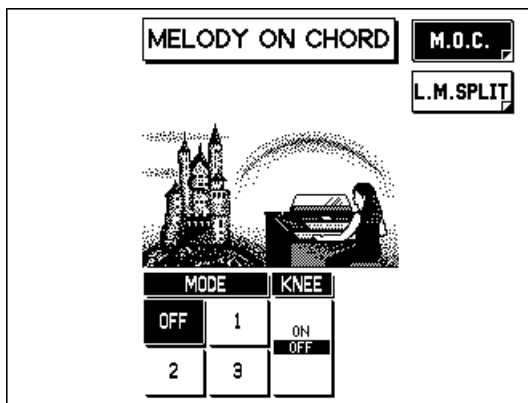 MELODY ON CHORD
M.O.C.
L.M.SPLIT
MODE KNEE
OFF 1
ON
OFF
2 3